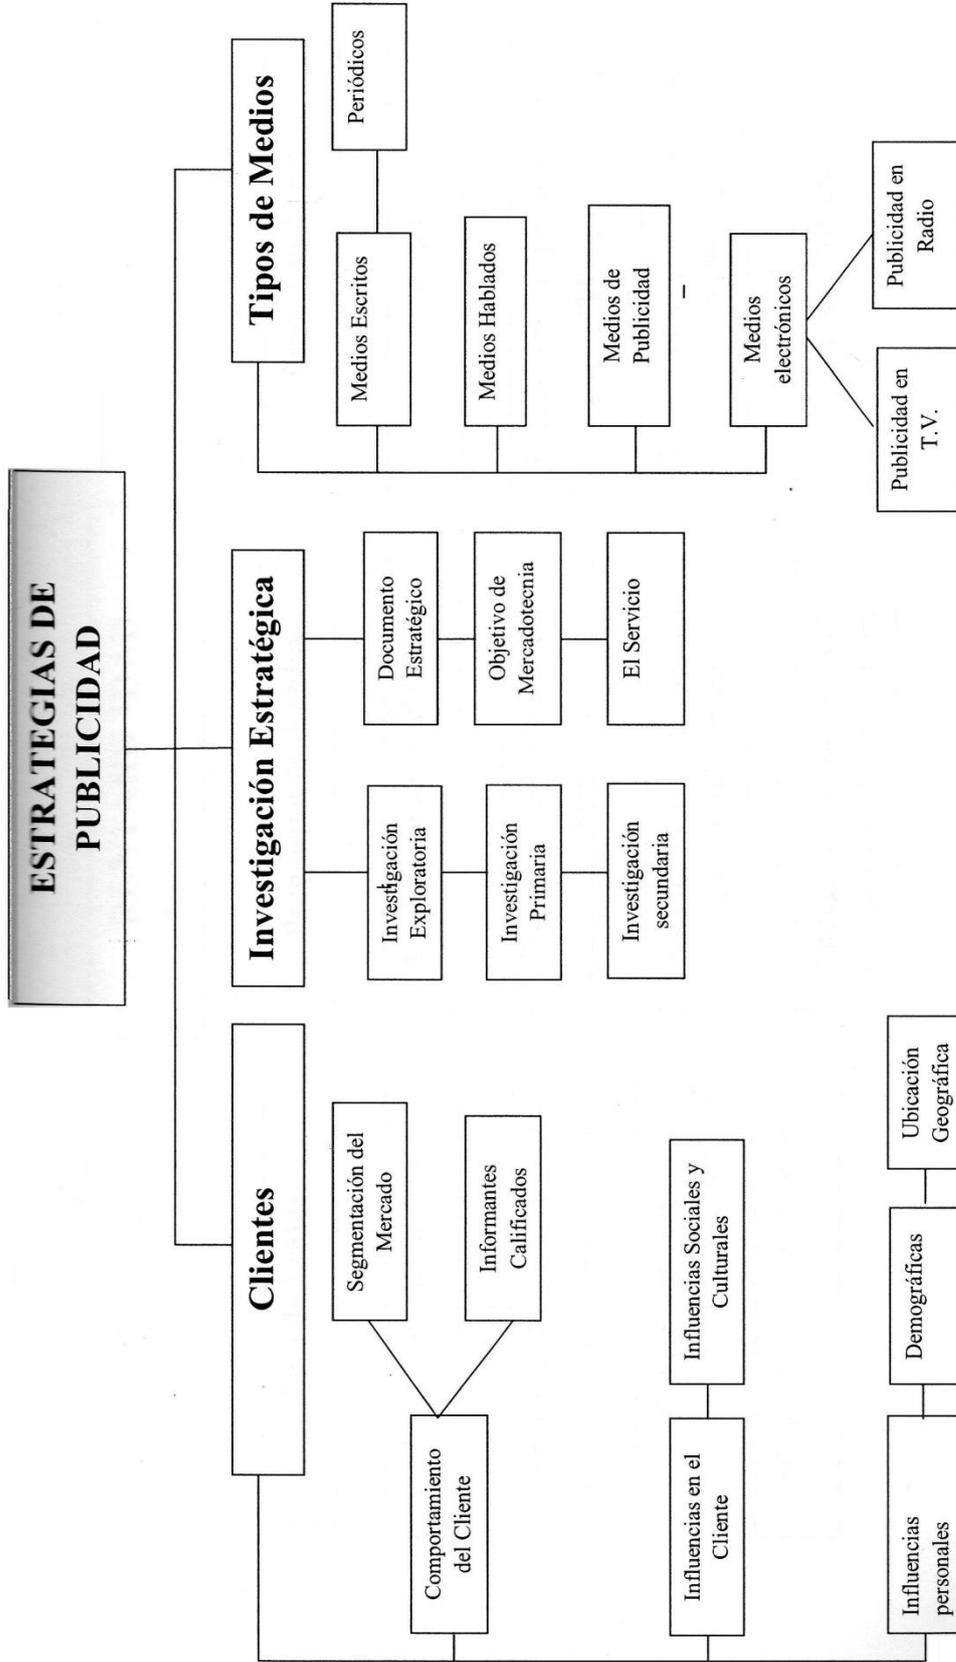 ESTRATEGIAS DE
PUBLICIDAD
Clientes
Investigación Estratégica
Tipos de Medios
Comportamiento
del Cliente
Segmentación del
Mercado
Informantes
Calificados
Influencias en el
Cliente
Influencias Sociales y
Culturales
Influencias
personales
Demográficas
Ubicación
Geográfica
Investigación
Exploratoria
Investigación
Primaria
Investigación
secundaria
Documento
Estratégico
Objetivo de
Mercadotecnia
El Servicio
Medios Escritos
Periódicos
Medios Hablados
Medios de
Publicidad
Medios
electrónicos
Publicidad en
T.V.
Publicidad en
Radio